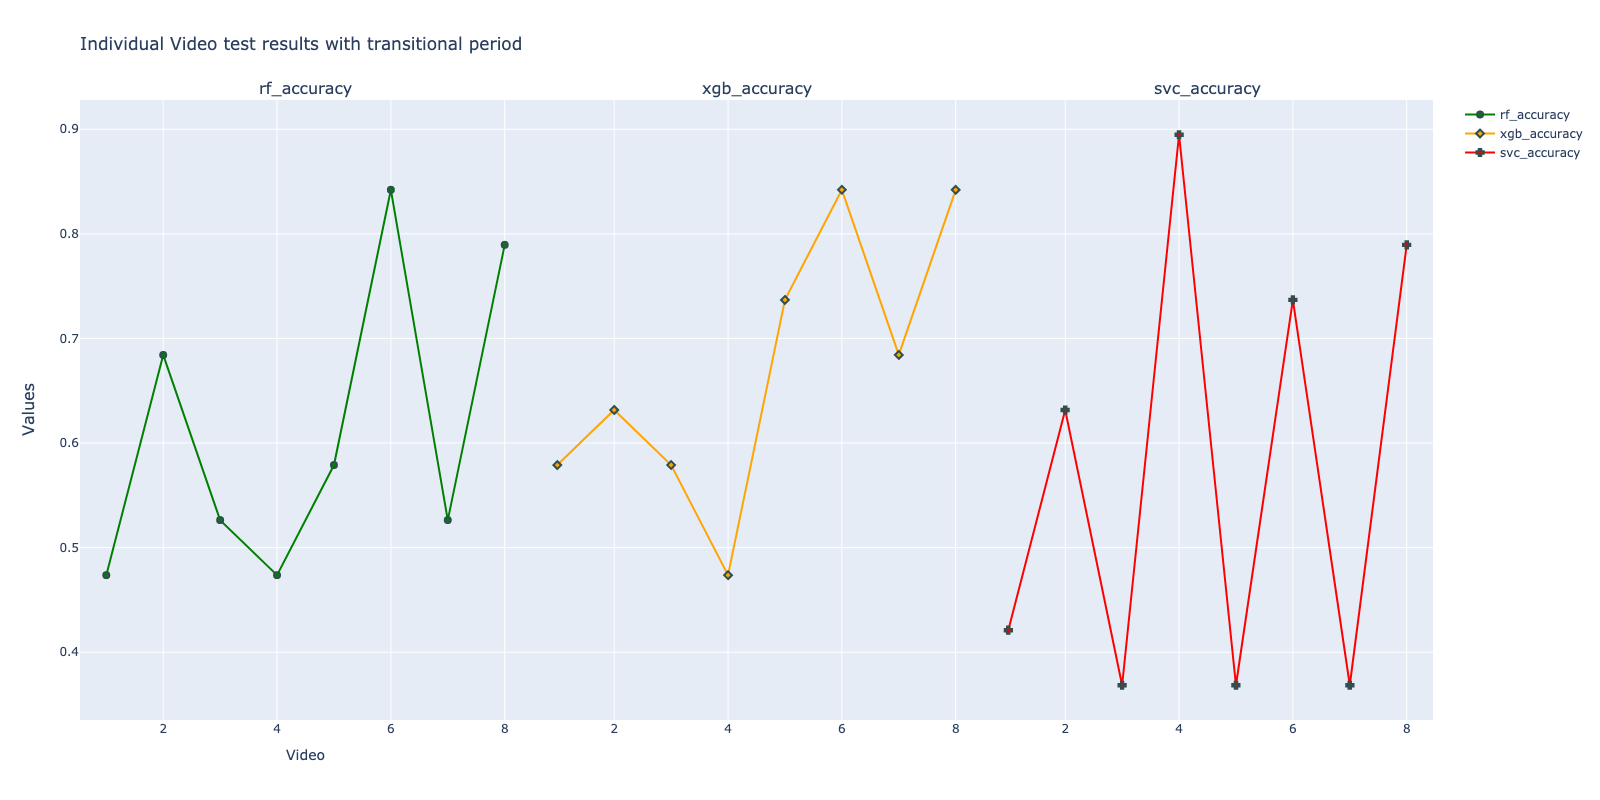 Individual Video test results with transitional period
rf_accuracy
xgb_accuracy
svc_accuracy
rf_accuracy
xgb_accuracy
svc_accuracy
0.9
0.8
0.7
0.6
0.5
0.4
Values
2 4 6 8
2 4 6 8
2 4 6 8
Video